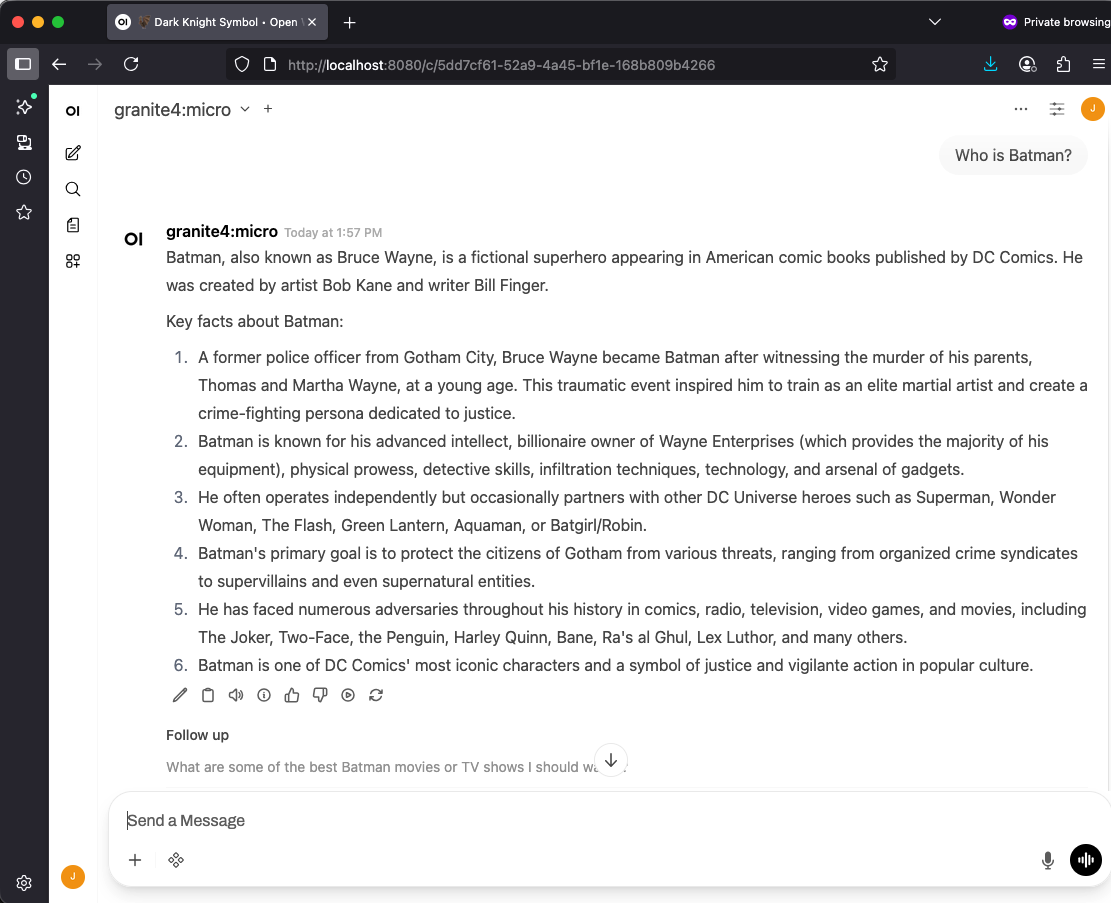 Dark Knight Symbol • Open
Private browsing
http://localhost:8080/c/5dd7cf61-52a9-4a45-bf1e-168b809b4266
OI
granite4:micro
J
Who is Batman?
OI
granite4:micro Today at 1:57 PM
Batman, also known as Bruce Wayne, is a fictional superhero appearing in American comic books published by DC Comics. He
was created by artist Bob Kane and writer Bill Finger.
Key facts about Batman:
1. A former police officer from Gotham City, Bruce Wayne became Batman after witnessing the murder of his parents,
Thomas and Martha Wayne, at a young age. This traumatic event inspired him to train as an elite martial artist and create a
crime-fighting persona dedicated to justice.
2. Batman is known for his advanced intellect, billionaire owner of Wayne Enterprises (which provides the majority of his
equipment), physical prowess, detective skills, infiltration techniques, technology, and arsenal of gadgets.
3. He often operates independently but occasionally partners with other DC Universe heroes such as Superman, Wonder
Woman, The Flash, Green Lantern, Aquaman, or Batgirl/Robin.
4. Batman's primary goal is to protect the citizens of Gotham from various threats, ranging from organized crime syndicates
to supervillains and even supernatural entities.
5. He has faced numerous adversaries throughout his history in comics, radio, television, video games, and movies, including
The Joker, Two-Face, the Penguin, Harley Quinn, Bane, Ra's al Ghul, Lex Luthor, and many others.
6. Batman is one of DC Comics' most iconic characters and a symbol of justice and vigilante action in popular culture.
Follow up
What are some of the best Batman movies or TV shows I should
Send a Message
J